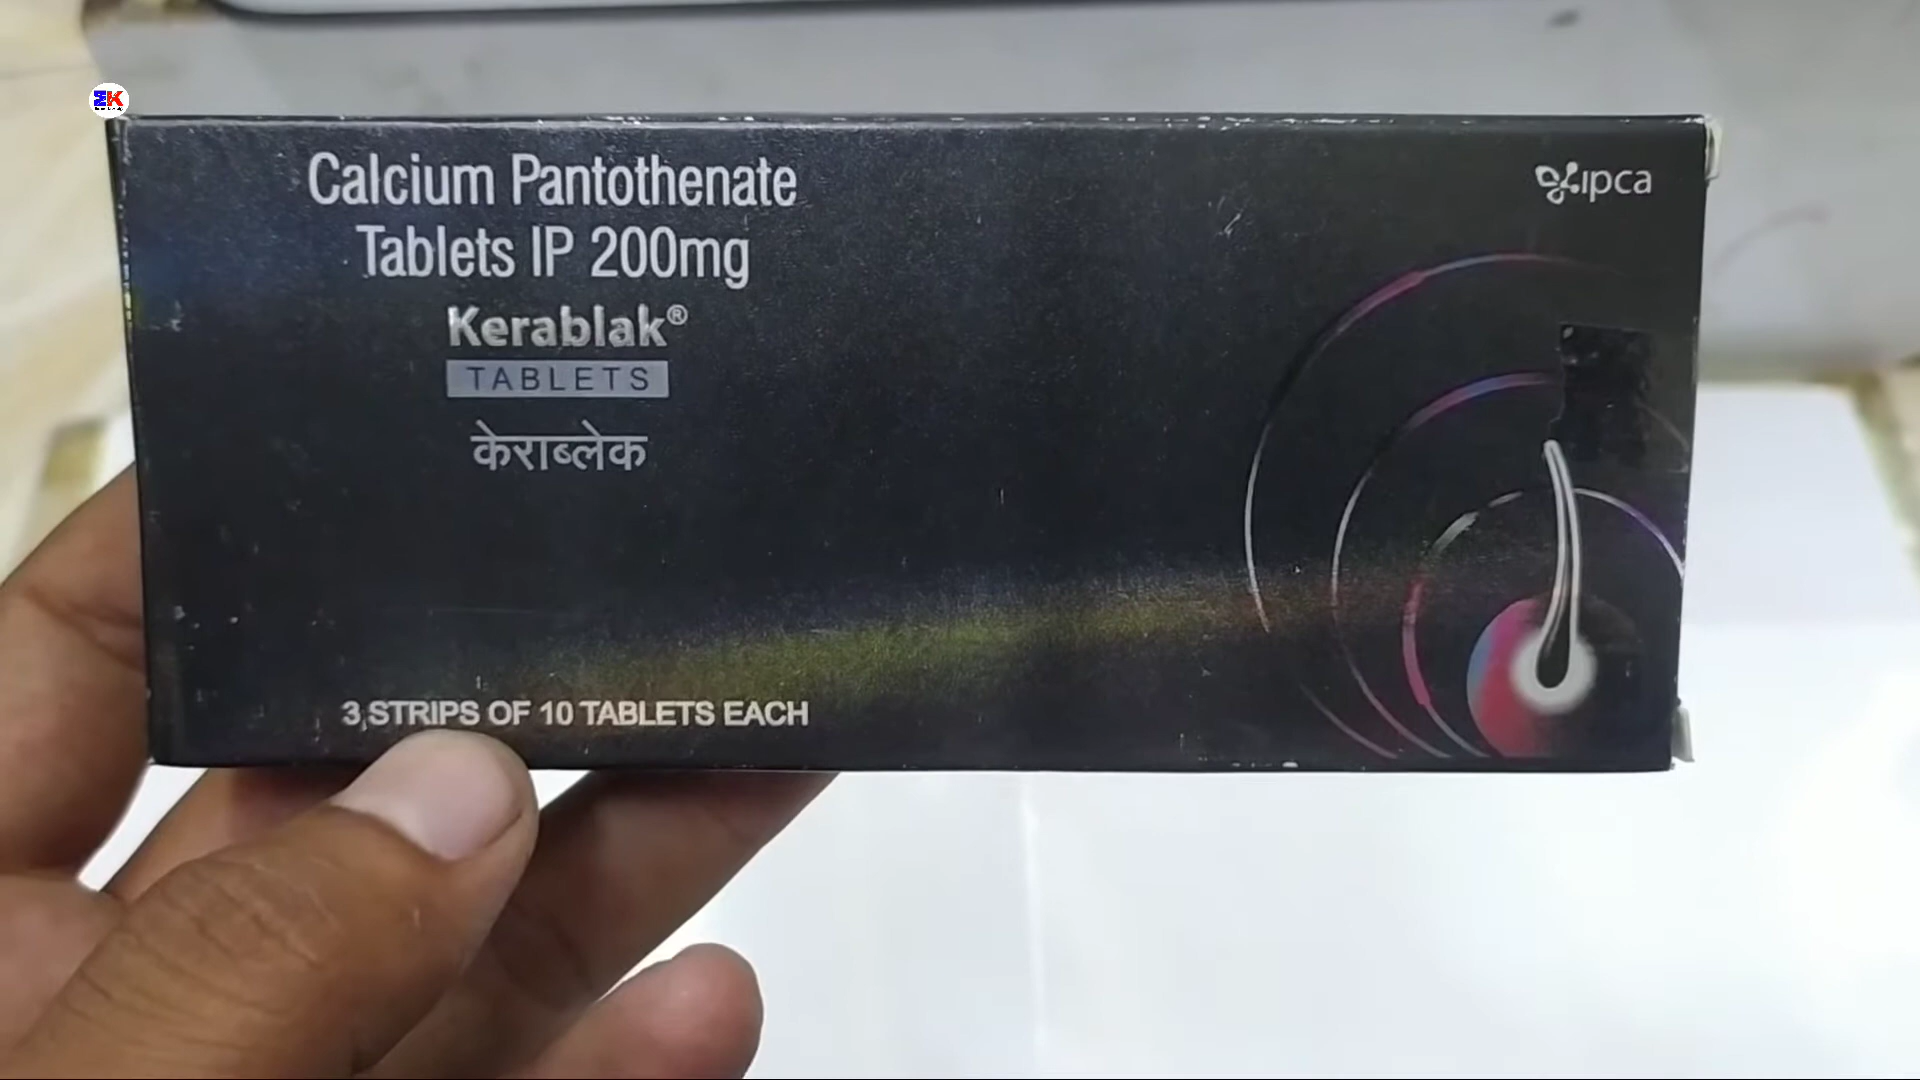 Calcium Pantothenate
Tablets IP 200mg
Kerablak®
TABLETS
केराब्लेक
3 STRIPS OF 10 TABLETS EACH
ipca